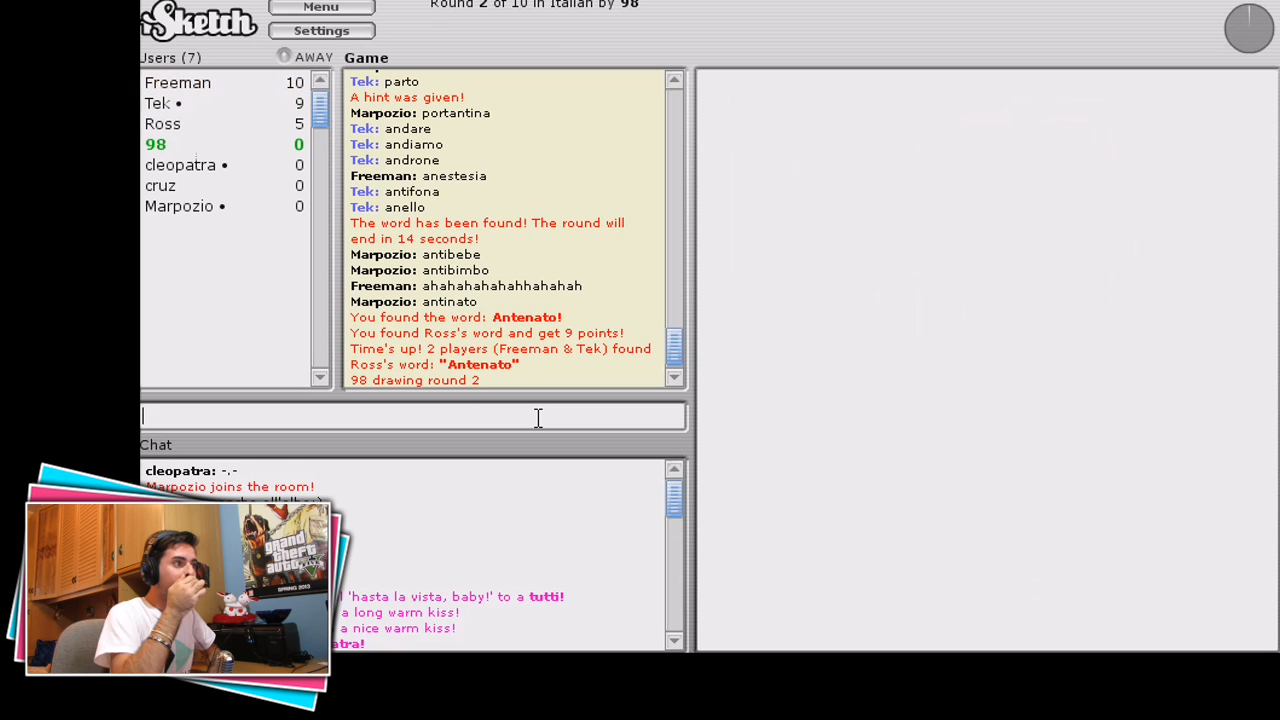 Round 2 of 10 in Italian by 98
iSketch
Menu
Settings
Users (7)
AWAY
Freeman 10
Tek • 9
Ross 5
98 0
cleopatra • 0
cruz 0
Marpozio • 0
Game
Tek: parto
A hint was given!
Marpozio: portantina
Tek: andare
Tek: andiamo
Tek: androne
Freeman: anestesia
Tek: antifona
Tek: anello
The word has been found! The round will
end in 14 seconds!
Marpozio: antibebe
Marpozio: antibimbo
Freeman: ahahahahahahhahahah
Marpozio: antinato
You found the word: Antenato!
You found Ross's word and get 9 points!
Time's up! 2 players (Freeman & Tek) found
Ross's word: "Antenato"
98 drawing round 2
Chat
cleopatra: -.-
Marpozio joins the room!
'hasta la vista, baby!' to a tutti!
a long warm kiss!
a nice warm kiss!
atra!
grand
theft
auto
V
SPRING 2013